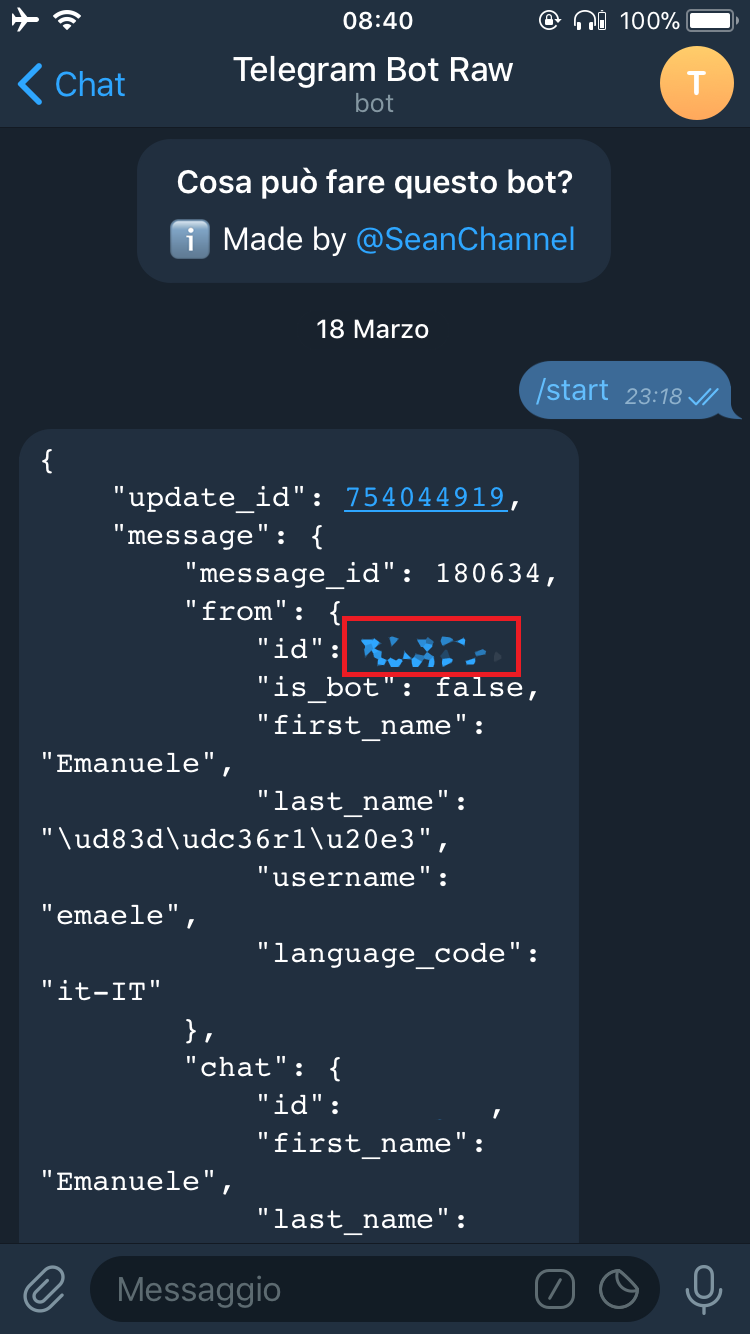 08:40
100%
Chat
Telegram Bot Raw
bot
T
Cosa può fare questo bot?
Made by @SeanChannel
18 Marzo
/start 23:18
{
"update_id": 754044919,
"message": {
"message_id": 180634,
"from": {
"id":
"is_bot": false,
"first_name":
"Emanuele",
"last_name":
"\ud83d\udc36r1\u20e3",
"username":
"emaele",
"language_code":
"it-IT"
},
"chat": {
"id": ,
"first_name":
"Emanuele",
"last_name":
Messaggio